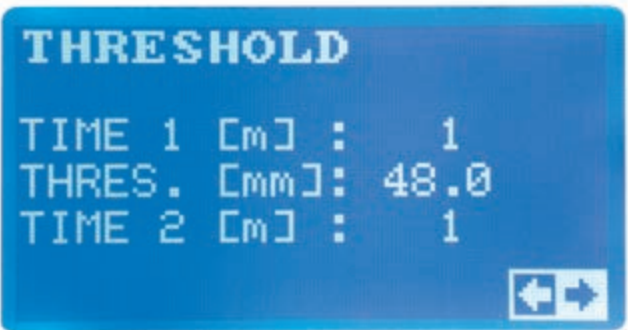 THRESHOLD
TIME 1 [m] : 1
THRES. [mm]: 48.0
TIME 2 [m] : 1